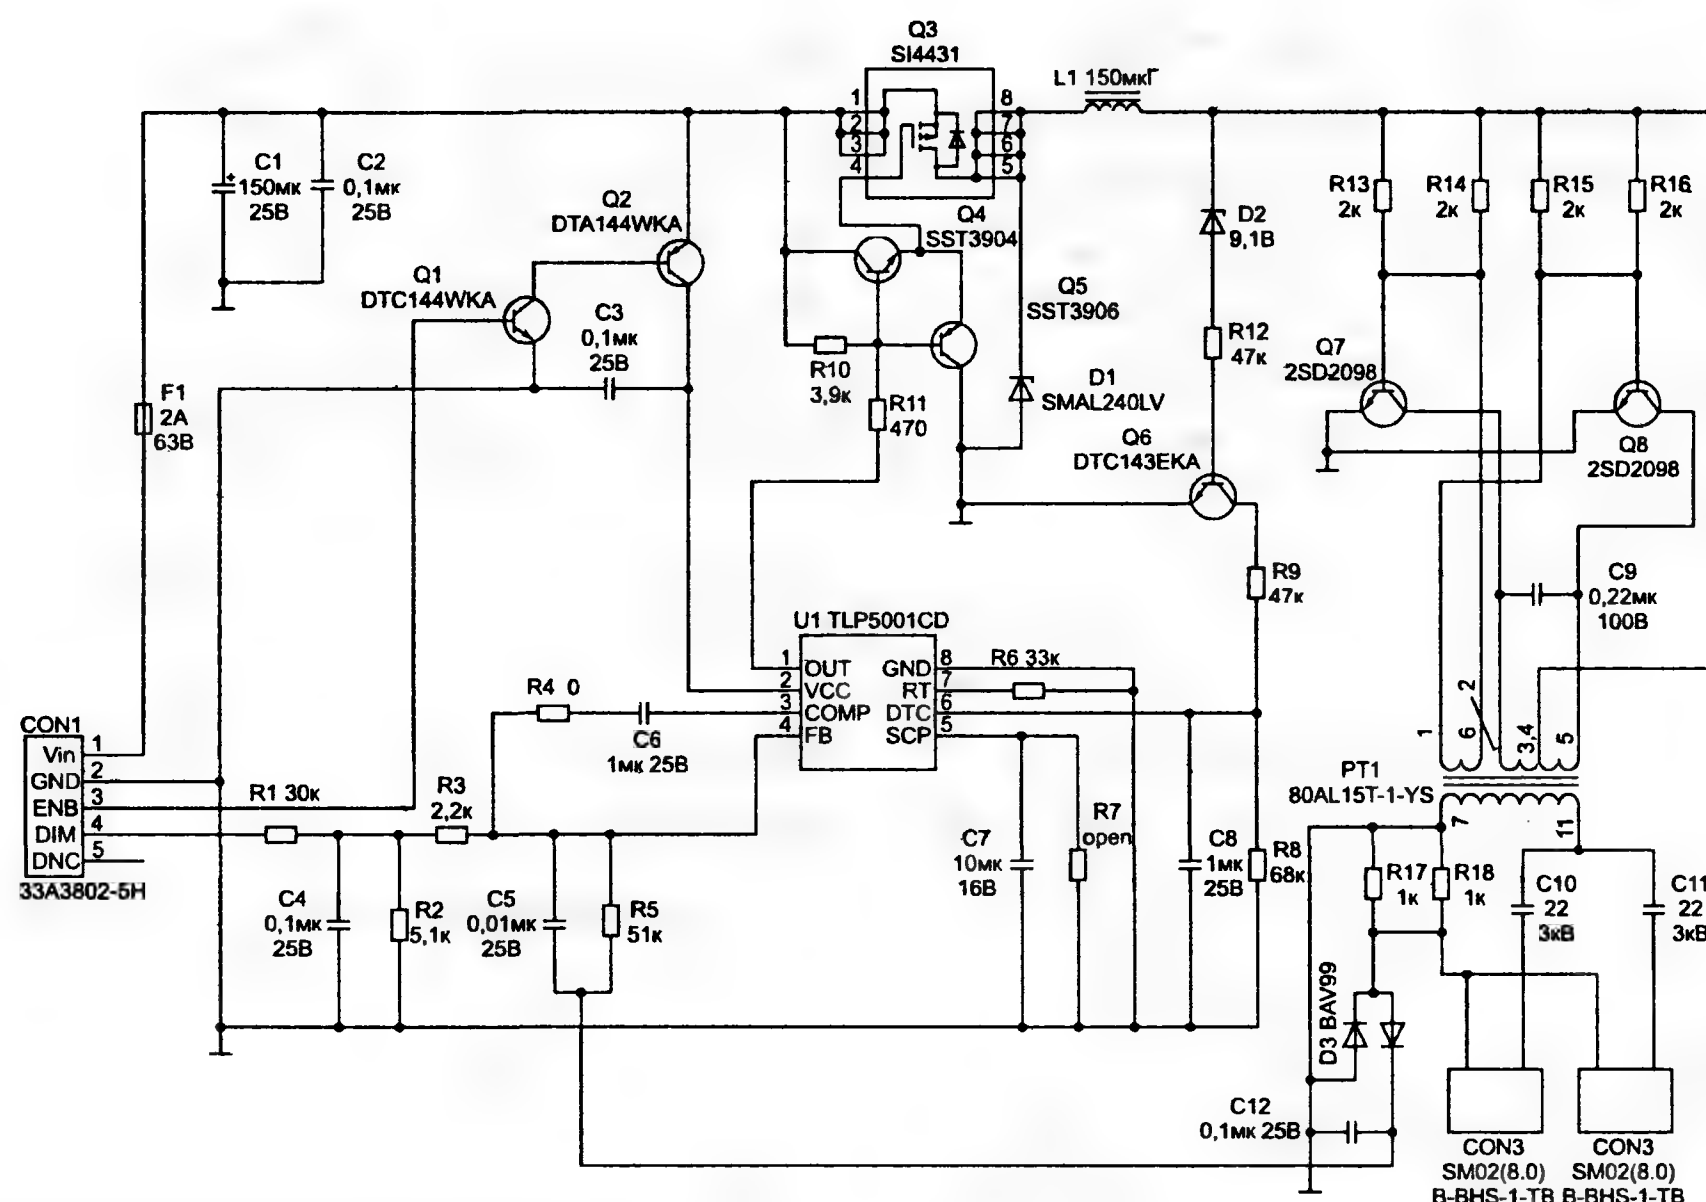 Q3
SI4431
L1 150мкГ
1
2
3
4
8
7
6
5
C1
+
150мк
25В
C2
0,1мк
25В
Q2
DTA144WKA
Q4
SST3904
D2
9,1В
R13
2к
R14
2к
R15
2к
R16
2к
Q1
DTC144WKA
C3
0,1мк
25В
Q5
SST3906
R12
47к
Q7
2SD2098
R10
3,9к
R11
470
D1
SMAL240LV
F1
2А
63В
Q6
DTC143EKA
Q8
2SD2098
R9
47к
C9
0,22мк
100В
U1 TLP5001CD
1
OUT
2
VCC
3
COMP
4
FB
GND
8
RT
7
DTC
6
SCP
5
R6 33к
R4 0
C6
1мк 25В
CON1
Vin
1
GND
2
ENB
3
DIM
4
DNC
5
33A3802-5H
R1 30к
R3
2,2к
1
6
2
3,4
5
PT1
80AL15T-1-YS
7
11
C4
0,1мк
25В
R2
5,1к
C5
0,01мк
25В
R5
51к
C7
10мк
16В
R7
open
C8
1мк
25В
R8
68к
R17
1к
R18
1к
C10
22
3кВ
C11
22
3кВ
D3 BAV99
C12
0,1мк 25В
CON3
SM02(8.0)
B-BHS-1-TB
CON3
SM02(8.0)
B-BHS-1-TB